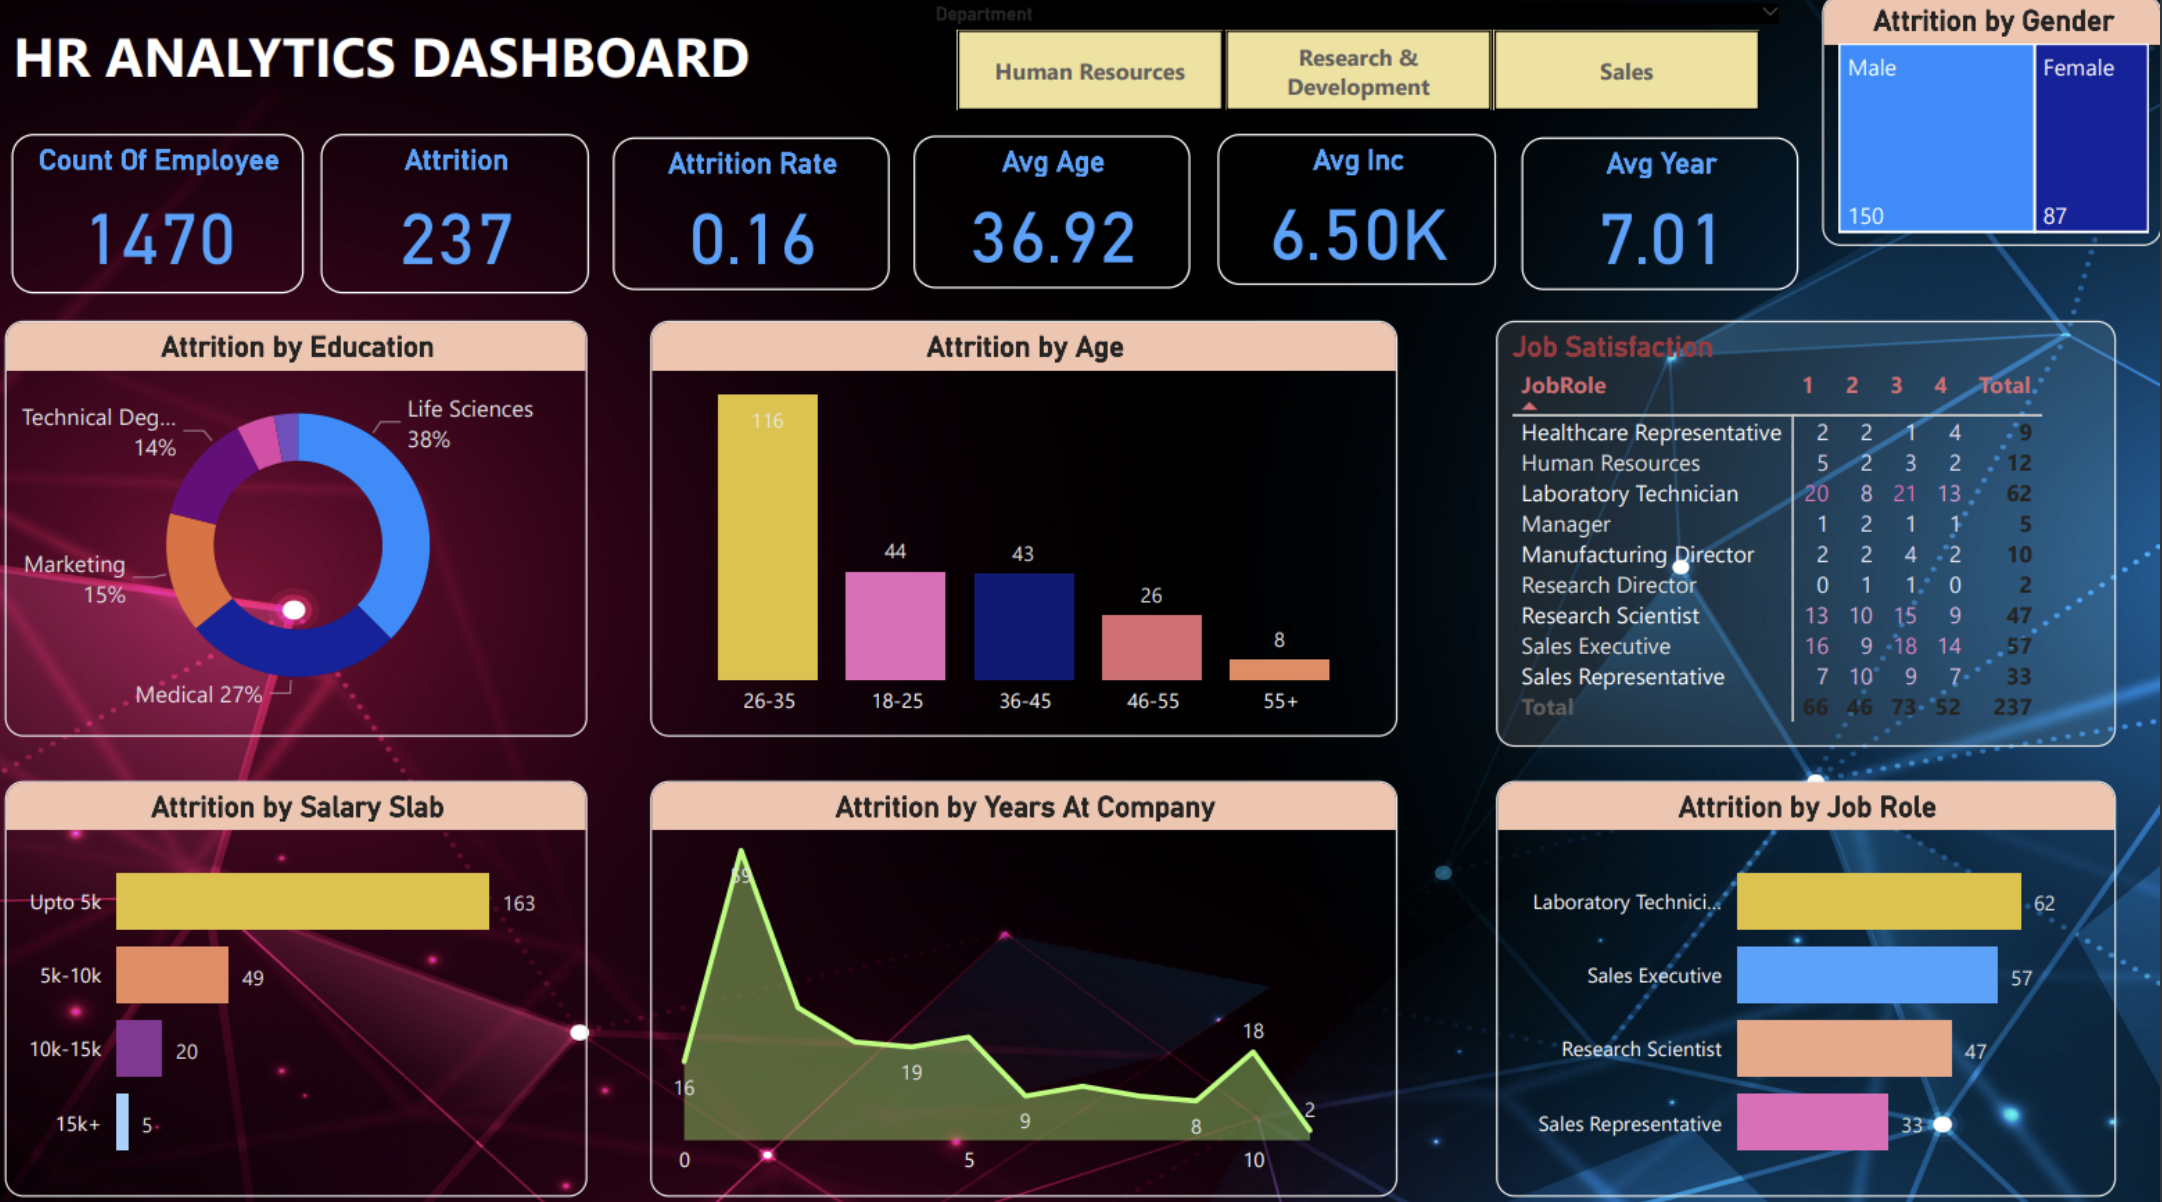 Department
HR ANALYTICS DASHBOARD
Human Resources
Research &
Development
Sales
Attrition by Gender
Male
Female
150
87
Count Of Employee
1470
Attrition
237
Attrition Rate
0.16
Avg Age
36.92
Avg Inc
6.50K
Avg Year
7.01
Attrition by Education
Technical Deg...
14%
Life Sciences
38%
Marketing
15%
Medical 27%
Attrition by Age
116
44
43
26
8
26-35 18-25 36-45 46-55 55+
Job Satisfaction
JobRole 1 2 3 4 Total
Healthcare Representative 2 2 1 4 9
Human Resources 5 2 3 2 12
Laboratory Technician 20 8 21 13 62
Manager 1 2 1 1 5
Manufacturing Director 2 2 4 2 10
Research Director 0 1 1 0 2
Research Scientist 13 10 15 9 47
Sales Executive 16 9 18 14 57
Sales Representative 7 10 9 7 33
Total 66 46 73 52 237
Attrition by Salary Slab
Upto 5k 163
5k-10k 49
10k-15k 20
15k+ 5
Attrition by Years At Company
59
16
19
9
8
18
2
0 5 10
Attrition by Job Role
Laboratory Technici... 62
Sales Executive 57
Research Scientist 47
Sales Representative 33